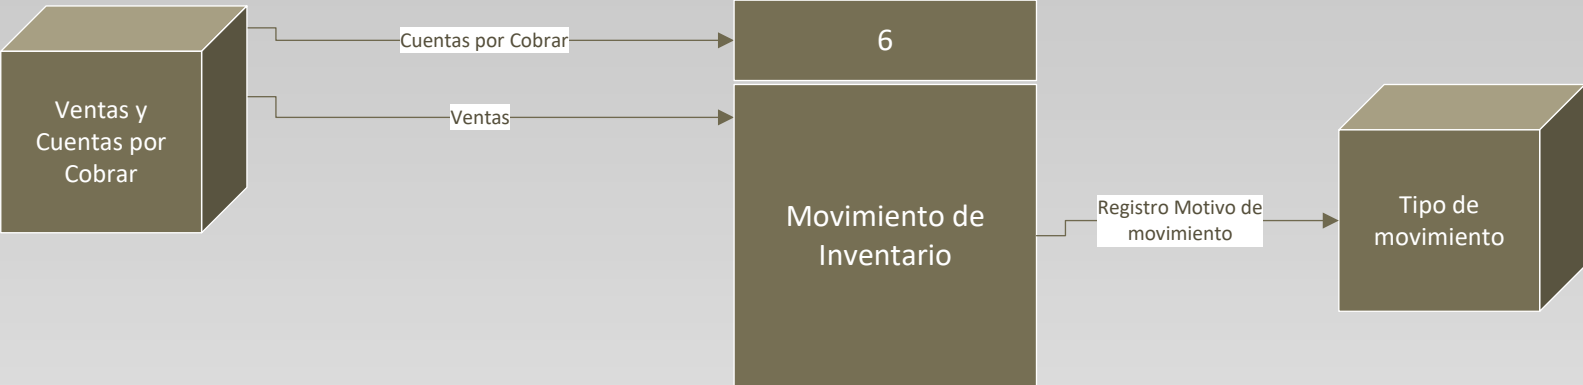 Ventas y
Cuentas por
Cobrar
Cuentas por Cobrar
Ventas
6
Movimiento de
Inventario
Registro Motivo de
movimiento
Tipo de
movimiento